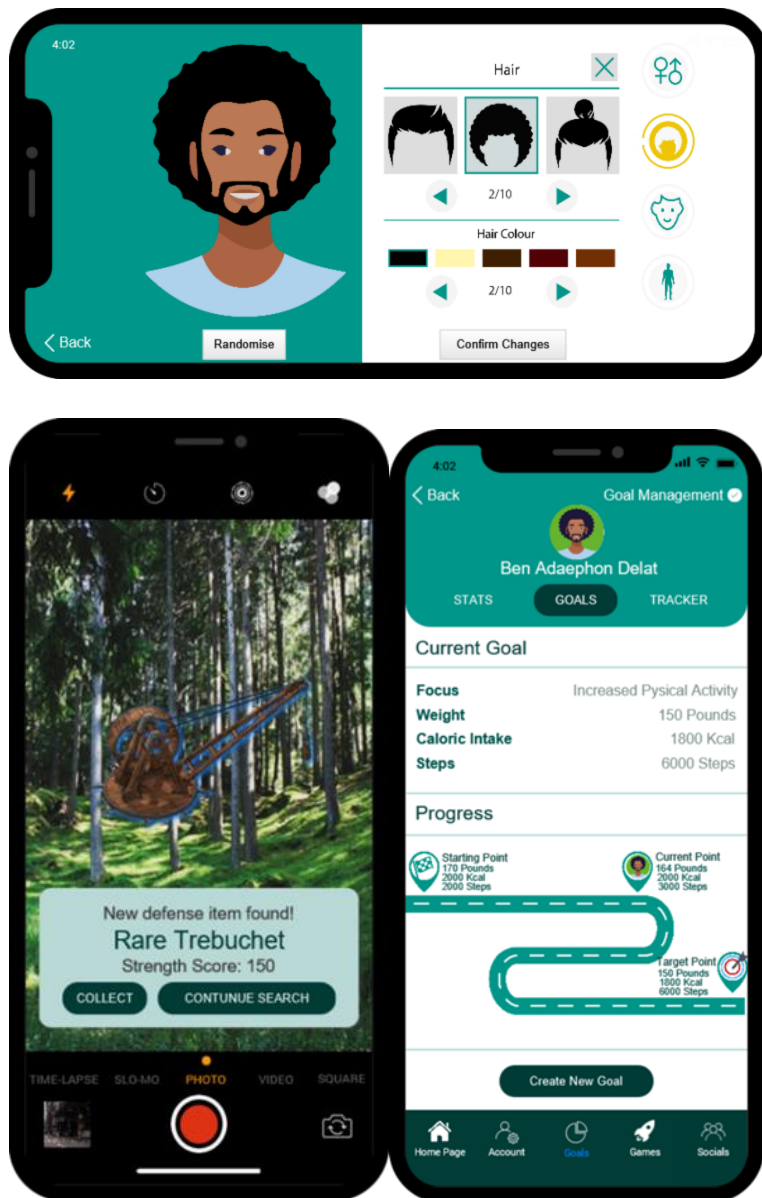 4:02
Hair
2/10
Hair Colour
2/10
Back
Randomise
Confirm Changes
New defense item found!
Rare Trebuchet
Strength Score: 150
COLLECT
CONTUNUE SEARCH
TIME-LAPSE SLO-MO PHOTO VIDEO SQUARE
4:02
Back
Goal Management
Ben Adaephon Delat
STATS GOALS TRACKER
Current Goal
Focus Increased Pysical Activity
Weight 150 Pounds
Caloric Intake 1800 Kcal
Steps 6000 Steps
Progress
Starting Point
170 Pounds
2000 Kcal
2000 Steps
Current Point
164 Pounds
2000 Kcal
3000 Steps
Target Point
150 Pounds
1800 Kcal
6000 Steps
Create New Goal
Home Page Account Goals Games Socials